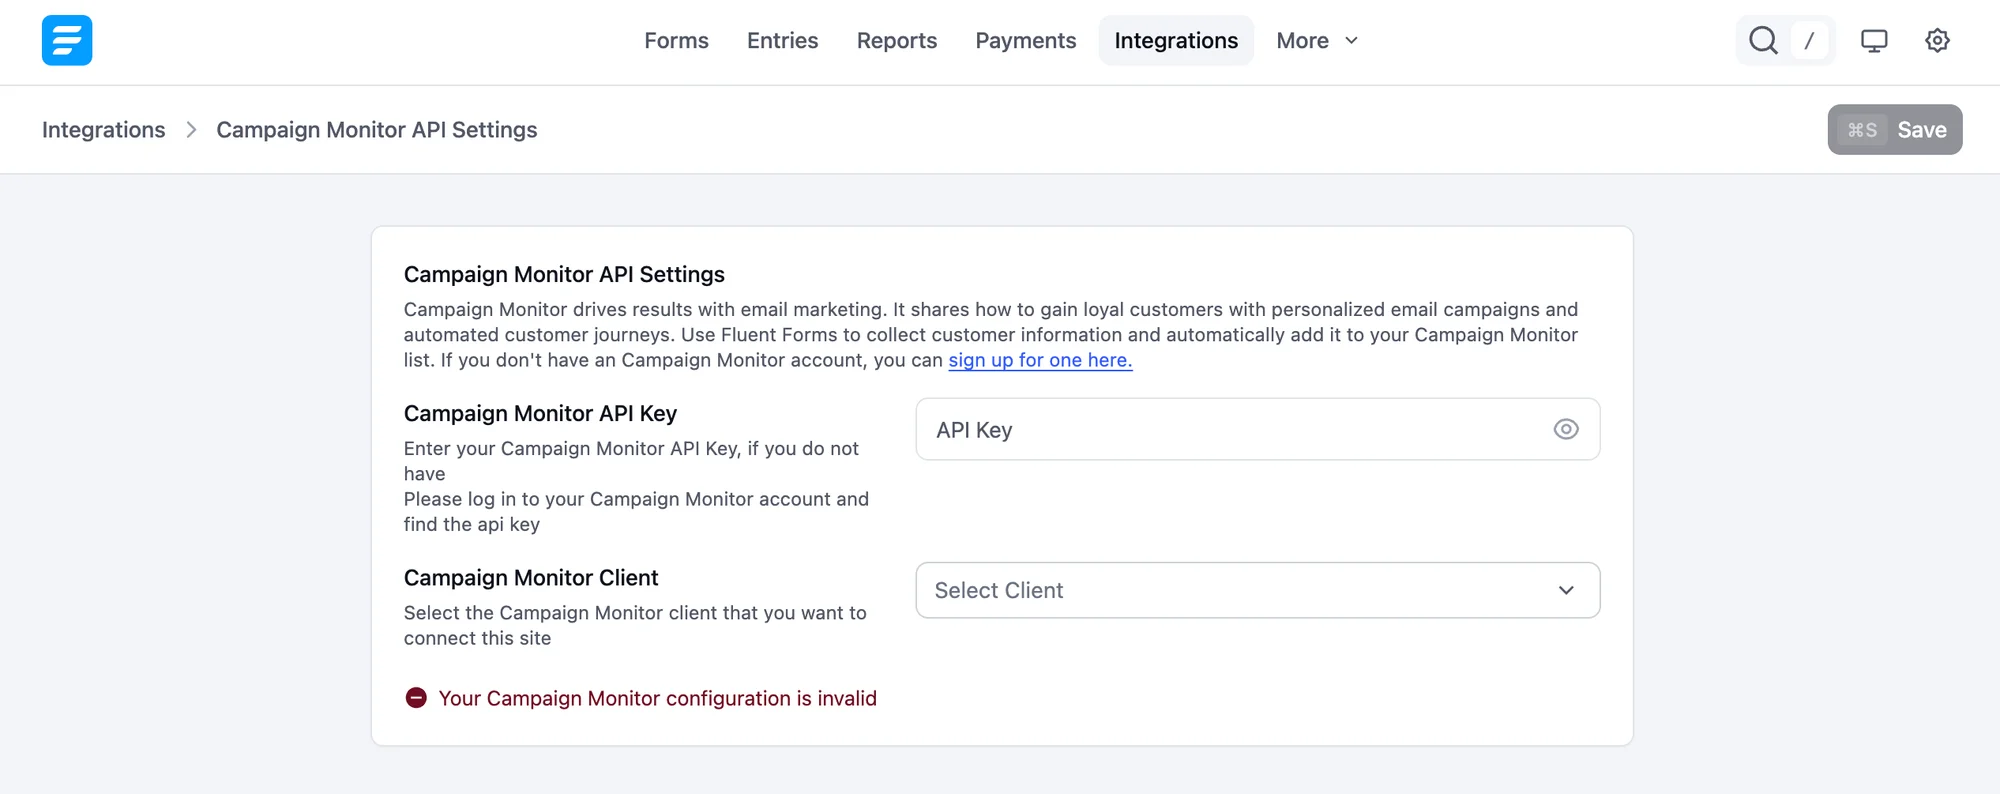 Forms Entries Reports Payments Integrations More /
Integrations > Campaign Monitor API Settings ⌘S Save
Campaign Monitor API Settings
Campaign Monitor drives results with email marketing. It shares how to gain loyal customers with personalized email campaigns and
automated customer journeys. Use Fluent Forms to collect customer information and automatically add it to your Campaign Monitor
list. If you don't have an Campaign Monitor account, you can sign up for one here.
Campaign Monitor API Key
API Key
Enter your Campaign Monitor API Key, if you do not
have
Please log in to your Campaign Monitor account and
find the api key
Campaign Monitor Client
Select Client
Select the Campaign Monitor client that you want to
connect this site
Your Campaign Monitor configuration is invalid